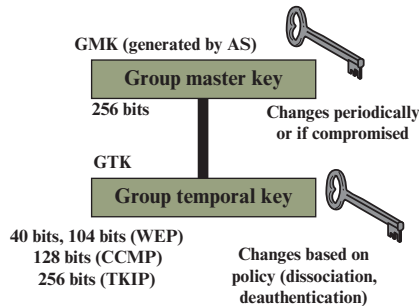 GMK (generated by AS)
Group master key
256 bits
Changes periodically
or if compromised
GTK
Group temporal key
40 bits, 104 bits (WEP)
128 bits (CCMP)
256 bits (TKIP)
Changes based on
policy (dissociation,
deauthentication)